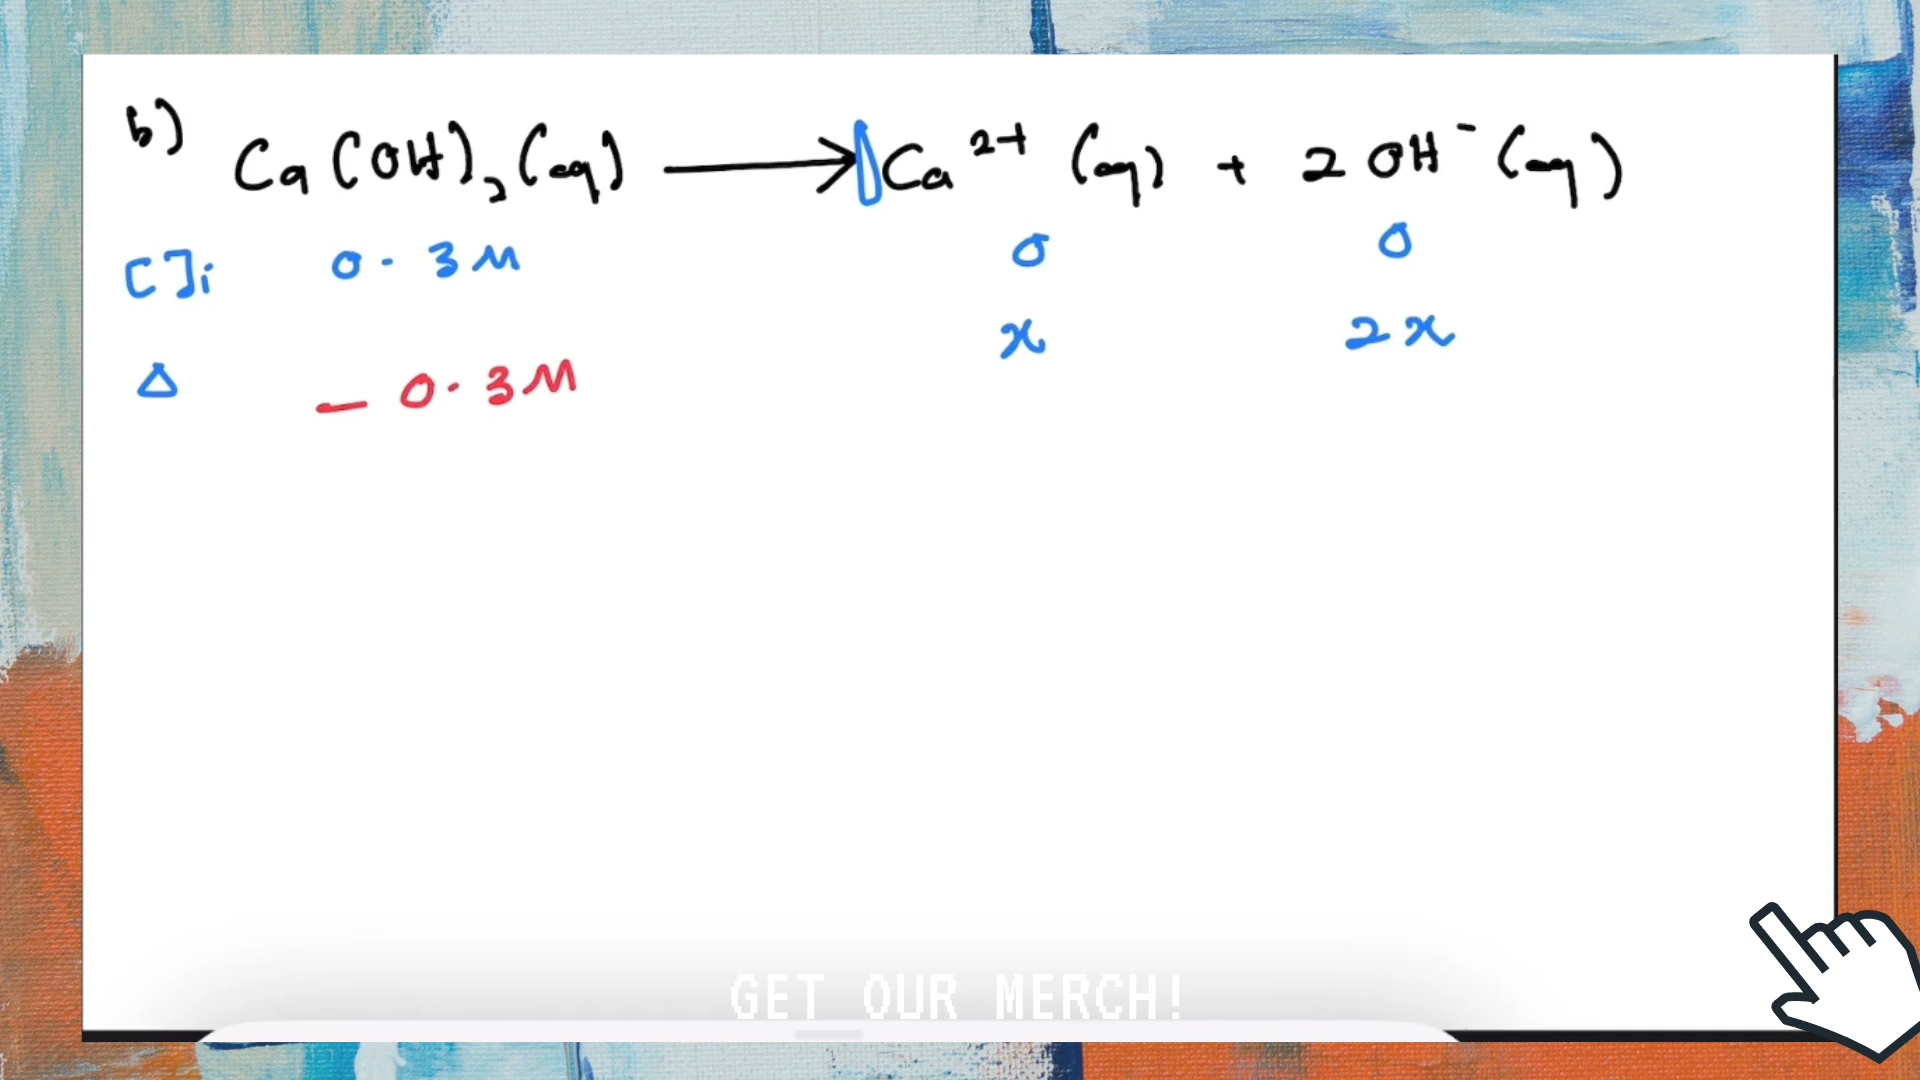 b) Ca(OH)₂(aq) → Ca²⁺(aq) + 2OH⁻(aq)
[]i 0.3M 0 0
x 2x
Δ - 0.3M
GET OUR MERCH!